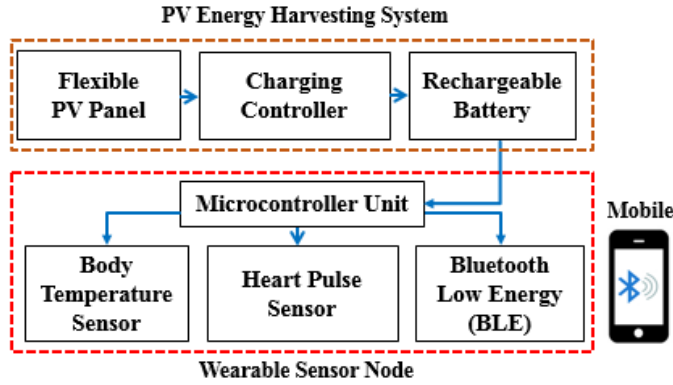 PV Energy Harvesting System
Flexible
PV Panel
Charging
Controller
Rechargeable
Battery
Microcontroller Unit
Mobile
Body
Temperature
Sensor
Heart Pulse
Sensor
Bluetooth
Low Energy
(BLE)
Wearable Sensor Node